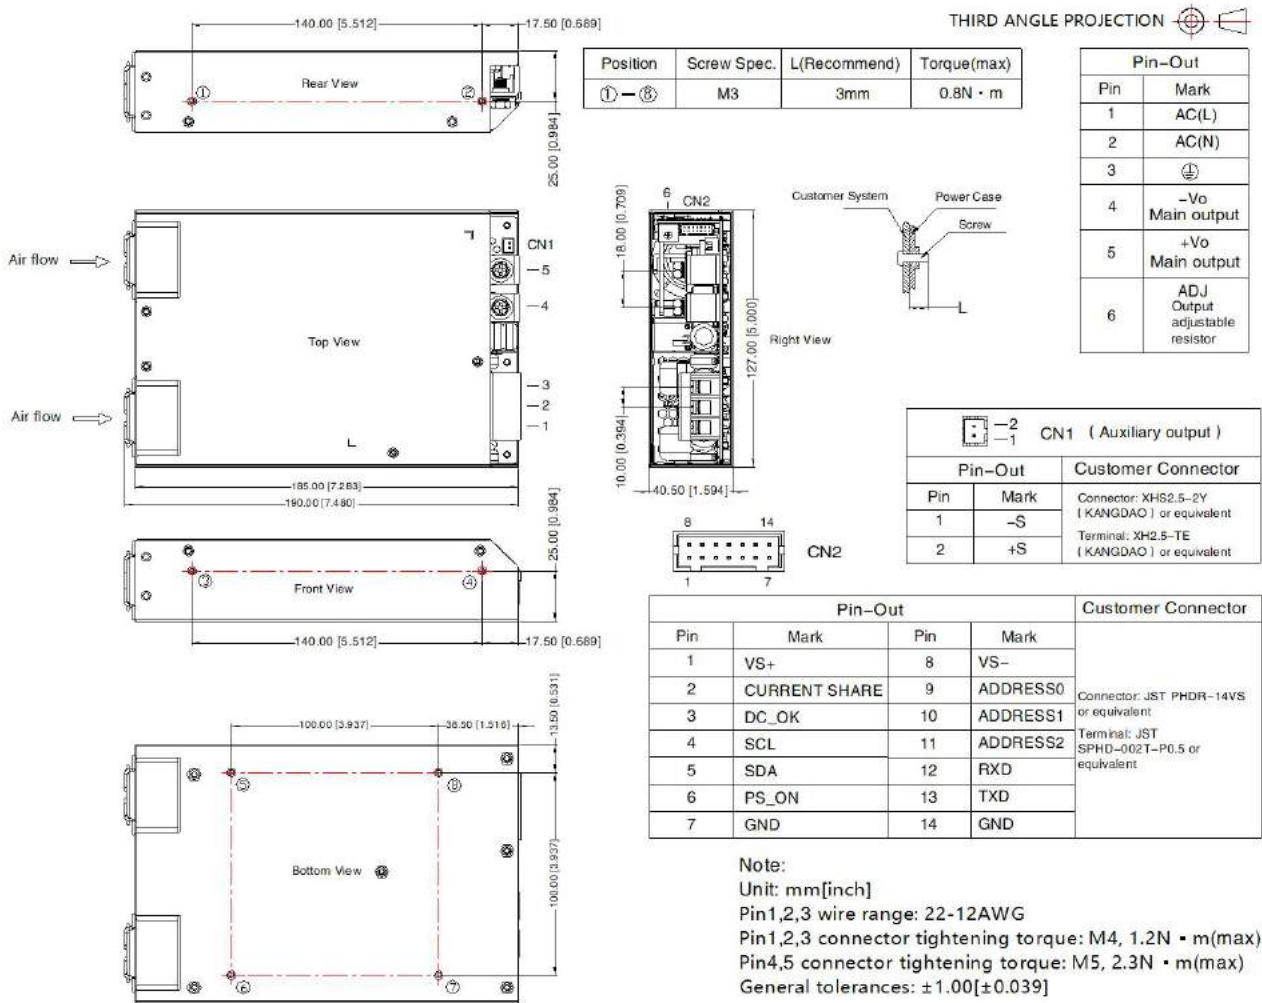 THIRD ANGLE PROJECTION
140.00 [5.512]
17.50 [0.689]
Rear View
①
②
25.00 [0.984]
Position Screw Spec. L(Recommend) Torque(max)
①－⑧ M3 3mm 0.8N・m
Pin-Out
Pin Mark
1 AC(L)
2 AC(N)
3
4 -Vo
Main output
5 +Vo
Main output
6 ADJ
Output
adjustable
resistor
Air flow
Air flow
Top View
CN1
5
4
3
2
1
185.00 [7.283]
190.00 [7.480]
6
CN2
18.00 [0.709]
10.00 [0.394]
127.00 [5.000]
40.50 [1.594]
Right View
Customer System
Power Case
Screw
L
2
1
CN1 ( Auxiliary output )
Pin-Out Customer Connector
Pin Mark
1 -S
2 +S
Connector: XHS2.5-2Y
( KANGDAO ) or equivalent
Terminal: XH2.5-TE
( KANGDAO ) or equivalent
25.00 [0.984]
③
④
Front View
140.00 [5.512]
17.50 [0.689]
8 14
CN2
1 7
Pin-Out Customer Connector
Pin Mark Pin Mark
1 VS+ 8 VS-
2 CURRENT SHARE 9 ADDRESS0
3 DC_OK 10 ADDRESS1
4 SCL 11 ADDRESS2
5 SDA 12 RXD
6 PS_ON 13 TXD
7 GND 14 GND
Connector: JST PHDR-14VS
or equivalent
Terminal: JST
SPHD-002T-P0.5 or
equivalent
100.00 [3.937]
38.50 [1.516]
13.50 [0.531]
⑤
⑧
Bottom View
100.00 [3.937]
⑥
⑦
Note:
Unit: mm[inch]
Pin1,2,3 wire range: 22-12AWG
Pin1,2,3 connector tightening torque: M4, 1.2N・m(max)
Pin4,5 connector tightening torque: M5, 2.3N・m(max)
General tolerances: ±1.00[±0.039]